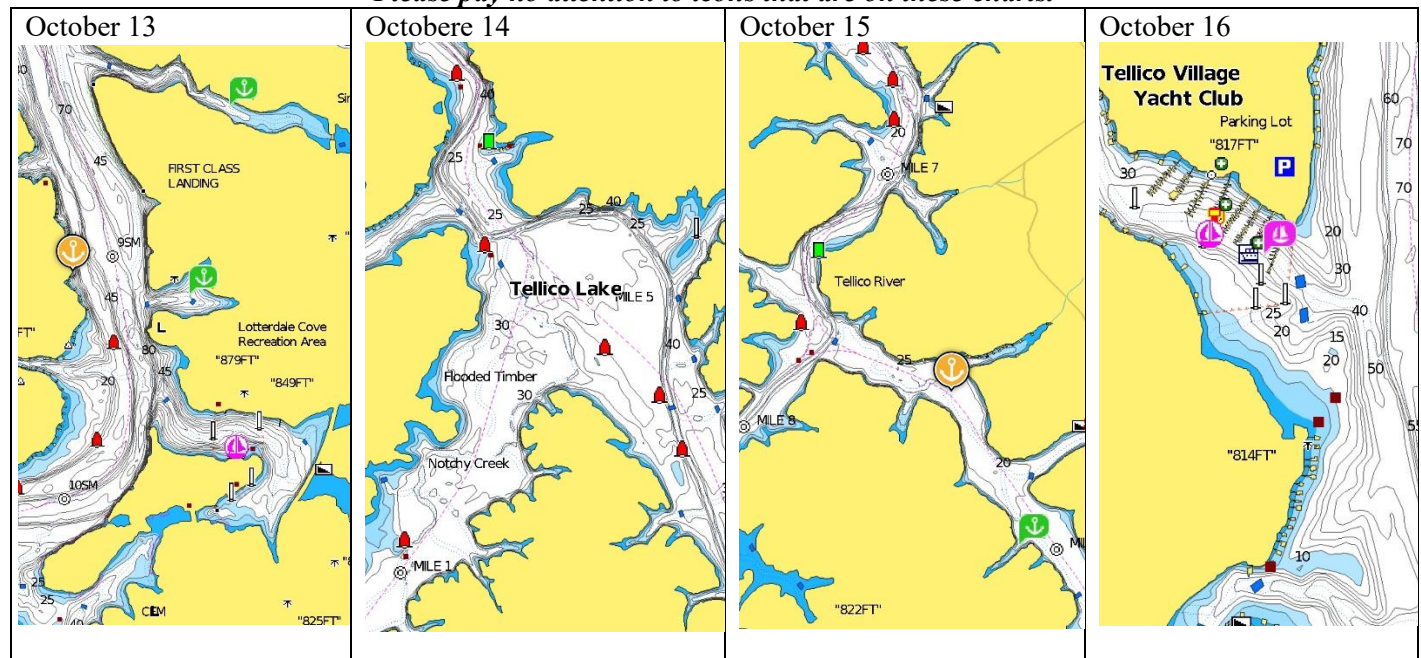 Please pay no attention to icons that are on these charts.
October 13
70
45
FIRST CLASS
LANDING
9SM
45
L
Lotterdale Cove
Recreation Area
"879FT"
80
45
20
"849FT"
10SM
25
25
40
"825FT"
Octobere 14
40
25
25
25
40
25
Tellico Lake
MILE 5
30
40
Flooded Timber
30
25
Notchy Creek
MILE 1
October 15
20
MILE 7
Tellico River
25
MILE 8
20
"822FT"
October 16
Tellico Village
Yacht Club
60
Parking Lot
"817FT"
P
70
30
70
20
30
25
20
40
15
20
50
"814FT"
10